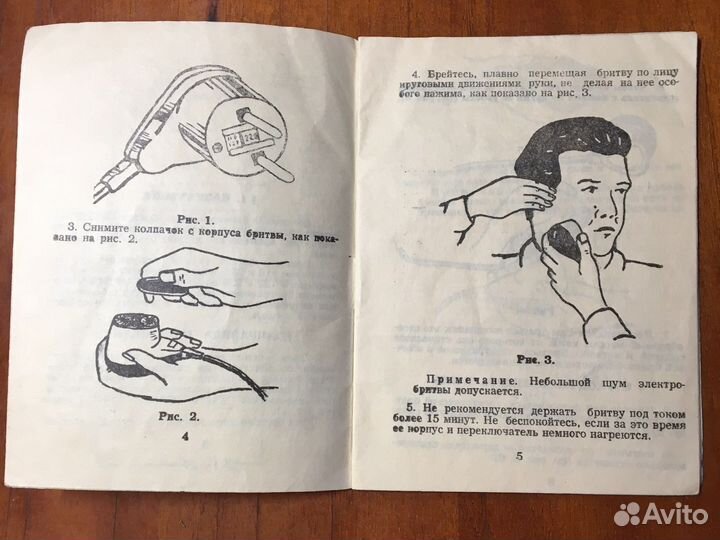 Рис. 1.
3. Снимите колпачок с корпуса бритвы, как пока-
зано на рис. 2.
Рис. 2.
4
4. Брейтесь, плавно перемещая бритву по лицу
круговыми движениями руки, не делая на нее осо-
бого нажима, как показано на рис. 3.
Рис. 3.
Примечание. Небольшой шум электро-
бритвы допускается.
5. Не рекомендуется держать бритву под током
более 15 минут. Не беспокойтесь, если за это время
ее корпус и переключатель немного нагреются.
5
Avito